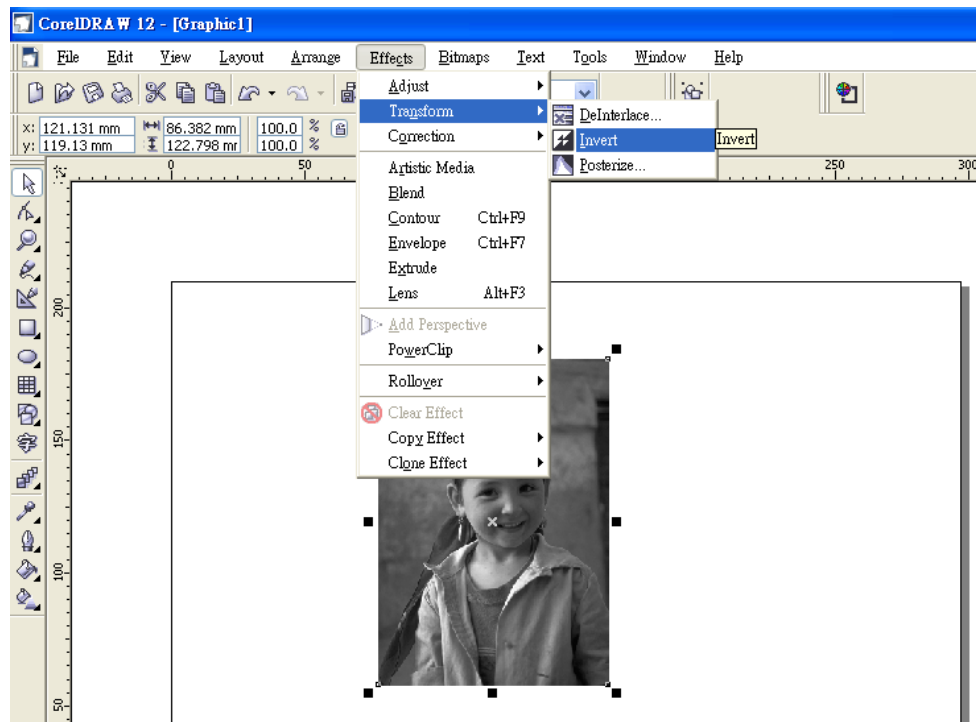 CorelDRAW 12 - [Graphic1]
File Edit View Layout Arrange Effects Bitmaps Text Tools Window Help
x: 121.131 mm 86.382 mm 100.0 %
y: 119.13 mm 122.798 mm 100.0 %
0 50 250 300
Adjust
Transform
Correction
Artistic Media
Blend
Contour Ctrl+F9
Envelope Ctrl+F7
Extrude
Lens Alt+F3
Add Perspective
PowerClip
Rollover
Clear Effect
Copy Effect
Clone Effect
DeInterlace...
Invert
Posterize...
Invert
200
150
100
50
字